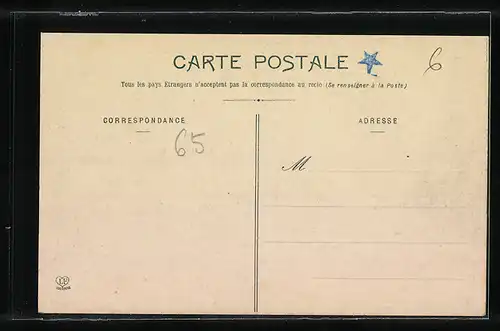 CARTE POSTALE
6
Tous les pays Etrangers n'acceptent pas la correspondance au recto (Se renseigner à la Poste)
CORRESPONDANCE
ADRESSE
65
M